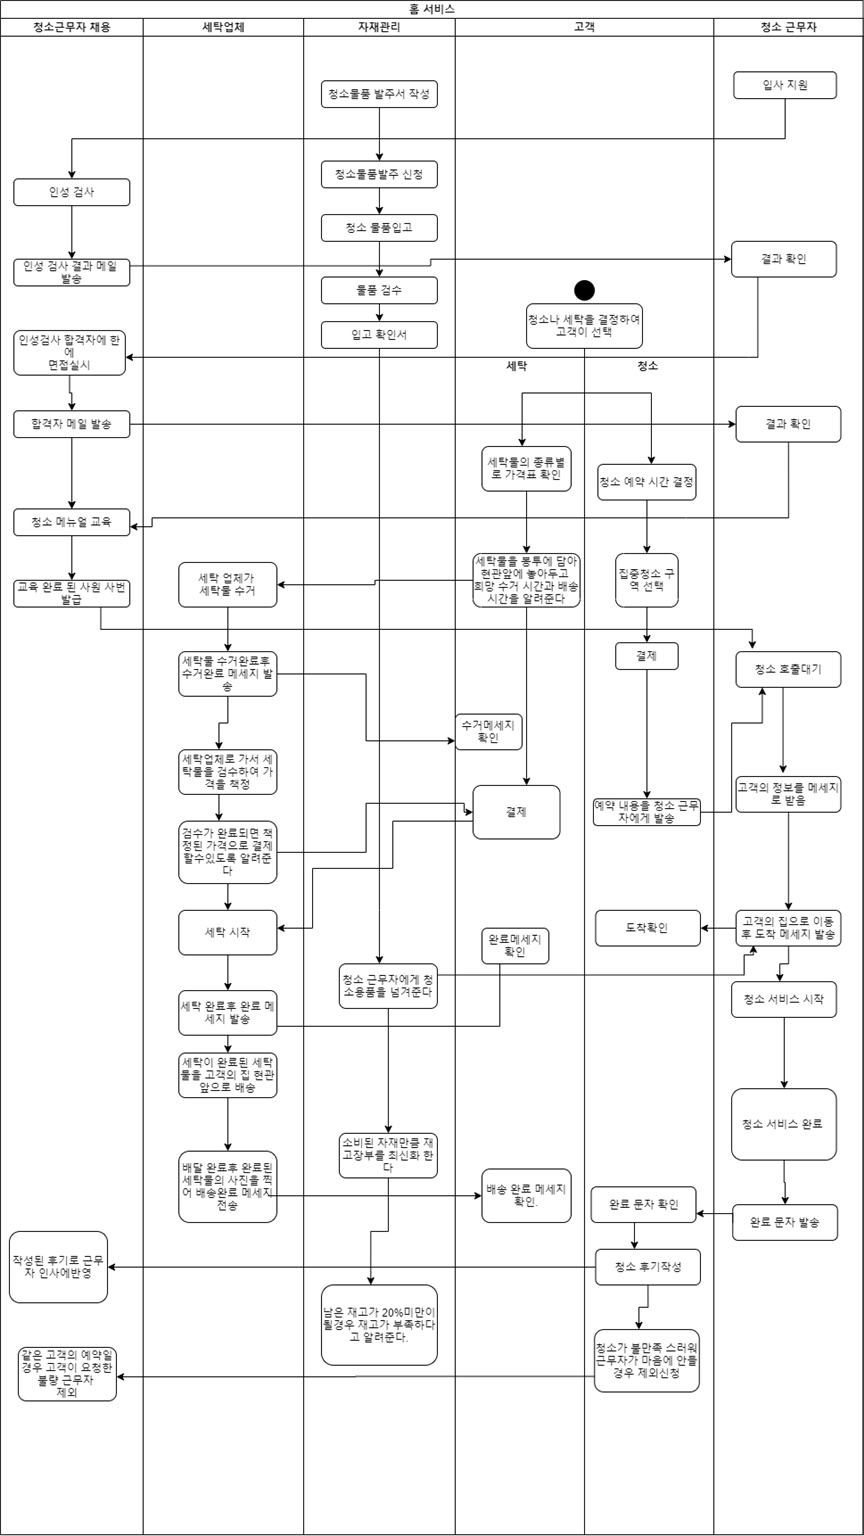 홈 서비스
청소근무자 채용
세탁업체
자재관리
고객
청소 근무자
입사 지원
청소물품 발주서 작성
청소물품발주 신청
인성 검사
청소 물품입고
인성 검사 결과 메일
발송
결과 확인
물품 검수
청소나 세탁을 결정하여
고객이 선택
입고 확인서
인성검사 합격자에 한
에
면접실시
세탁
청소
합격자 메일 발송
결과 확인
세탁물의 종류별
로 가격표 확인
청소 예약 시간 결정
청소 메뉴얼 교육
세탁 업체가
세탁물 수거
세탁물을 봉투에 담아
현관앞에 놓아두고
희망 수거 시간과 배송
시간을 알려준다
집중청소 구
역 선택
교육 완료 된 사원 사번
발급
결제
청소 호출대기
세탁물 수거완료후
수거완료 메세지 발
송
수거메세지
확인
세탁업체로 가서 세
탁물을 검수하여 가
격을 책정
고객의 정보를 메세지
로 받음
결제
예약 내용을 청소 근무
자에게 발송
검수가 완료되면 책
정된 가격으로 결제
할수있도록 알려준
다
세탁 시작
완료메세지
확인
도착확인
고객의 집으로 이동
후 도착 메세지 발송
청소 근무자에게 청
소용품을 넘겨준다
청소 서비스 시작
세탁 완료후 완료 메
세지 발송
세탁이 완료된 세탁
물을 고객의 집 현관
앞으로 배송
청소 서비스 완료
소비된 자재만큼 재
고장부를 최신화 한
다
배달 완료후 완료된
세탁물의 사진을 찍
어 배송완료 메세지
전송
배송 완료 메세지
확인.
완료 문자 확인
완료 문자 발송
작성된 후기로 근무
자 인사에반영
청소 후기작성
남은 재고가 20%미만이
될경우 재고가 부족하다
고 알려준다.
청소가 불만족 스러워
근무자가 마음에 안들
경우 제외신청
같은 고객의 예약일
경우 고객이 요청한
불량 근무자
제외